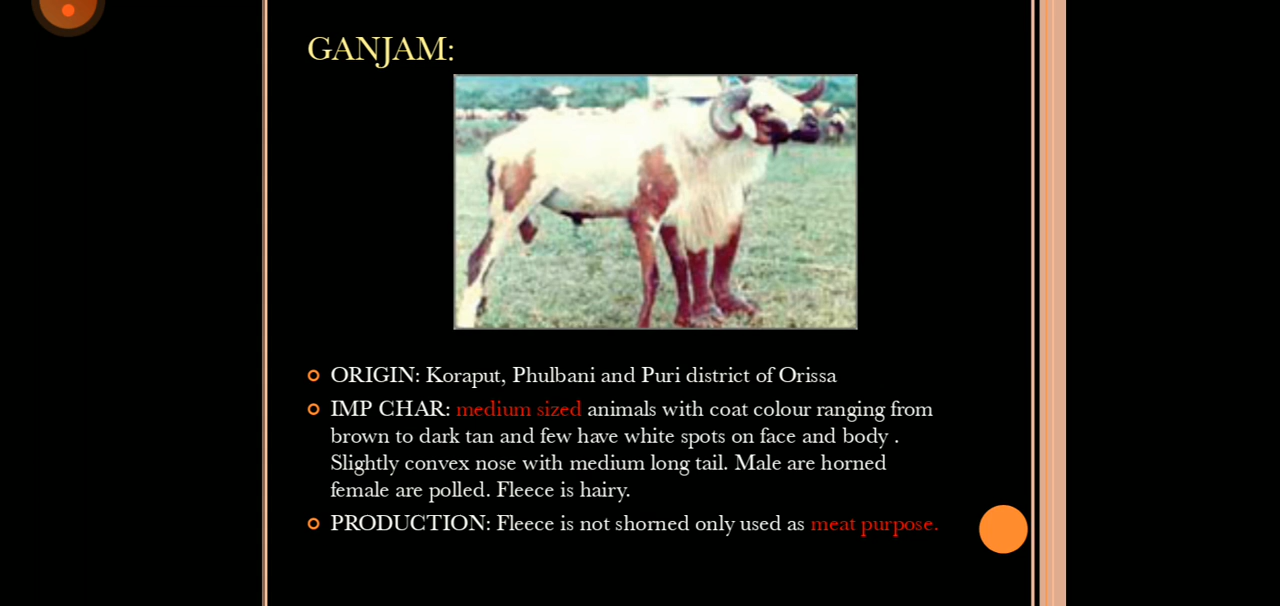 GANJAM:
ORIGIN: Koraput, Phulbani and Puri district of Orissa
IMP CHAR: medium sized animals with coat colour ranging from
brown to dark tan and few have white spots on face and body .
Slightly convex nose with medium long tail. Male are horned
female are polled. Fleece is hairy.
PRODUCTION: Fleece is not shorned only used as meat purpose.